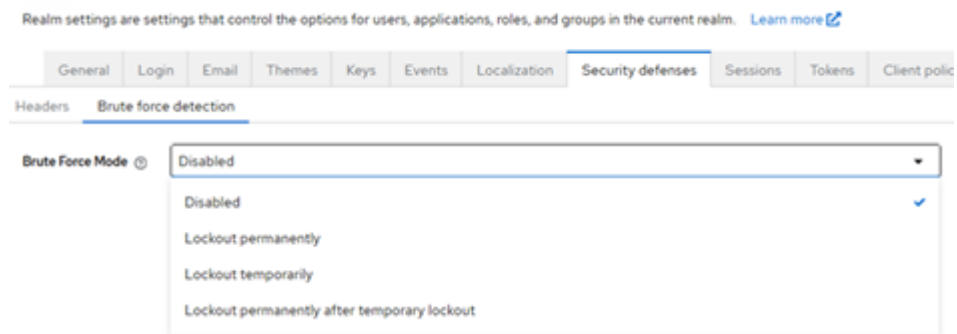 Realm settings are settings that control the options for users, applications, roles, and groups in the current realm. Learn more
General Login Email Themes Keys Events Localization Security defenses Sessions Tokens Client polic
Headers Brute force detection
Brute Force Mode Disabled
Disabled
Lockout permanently
Lockout temporarily
Lockout permanently after temporary lockout